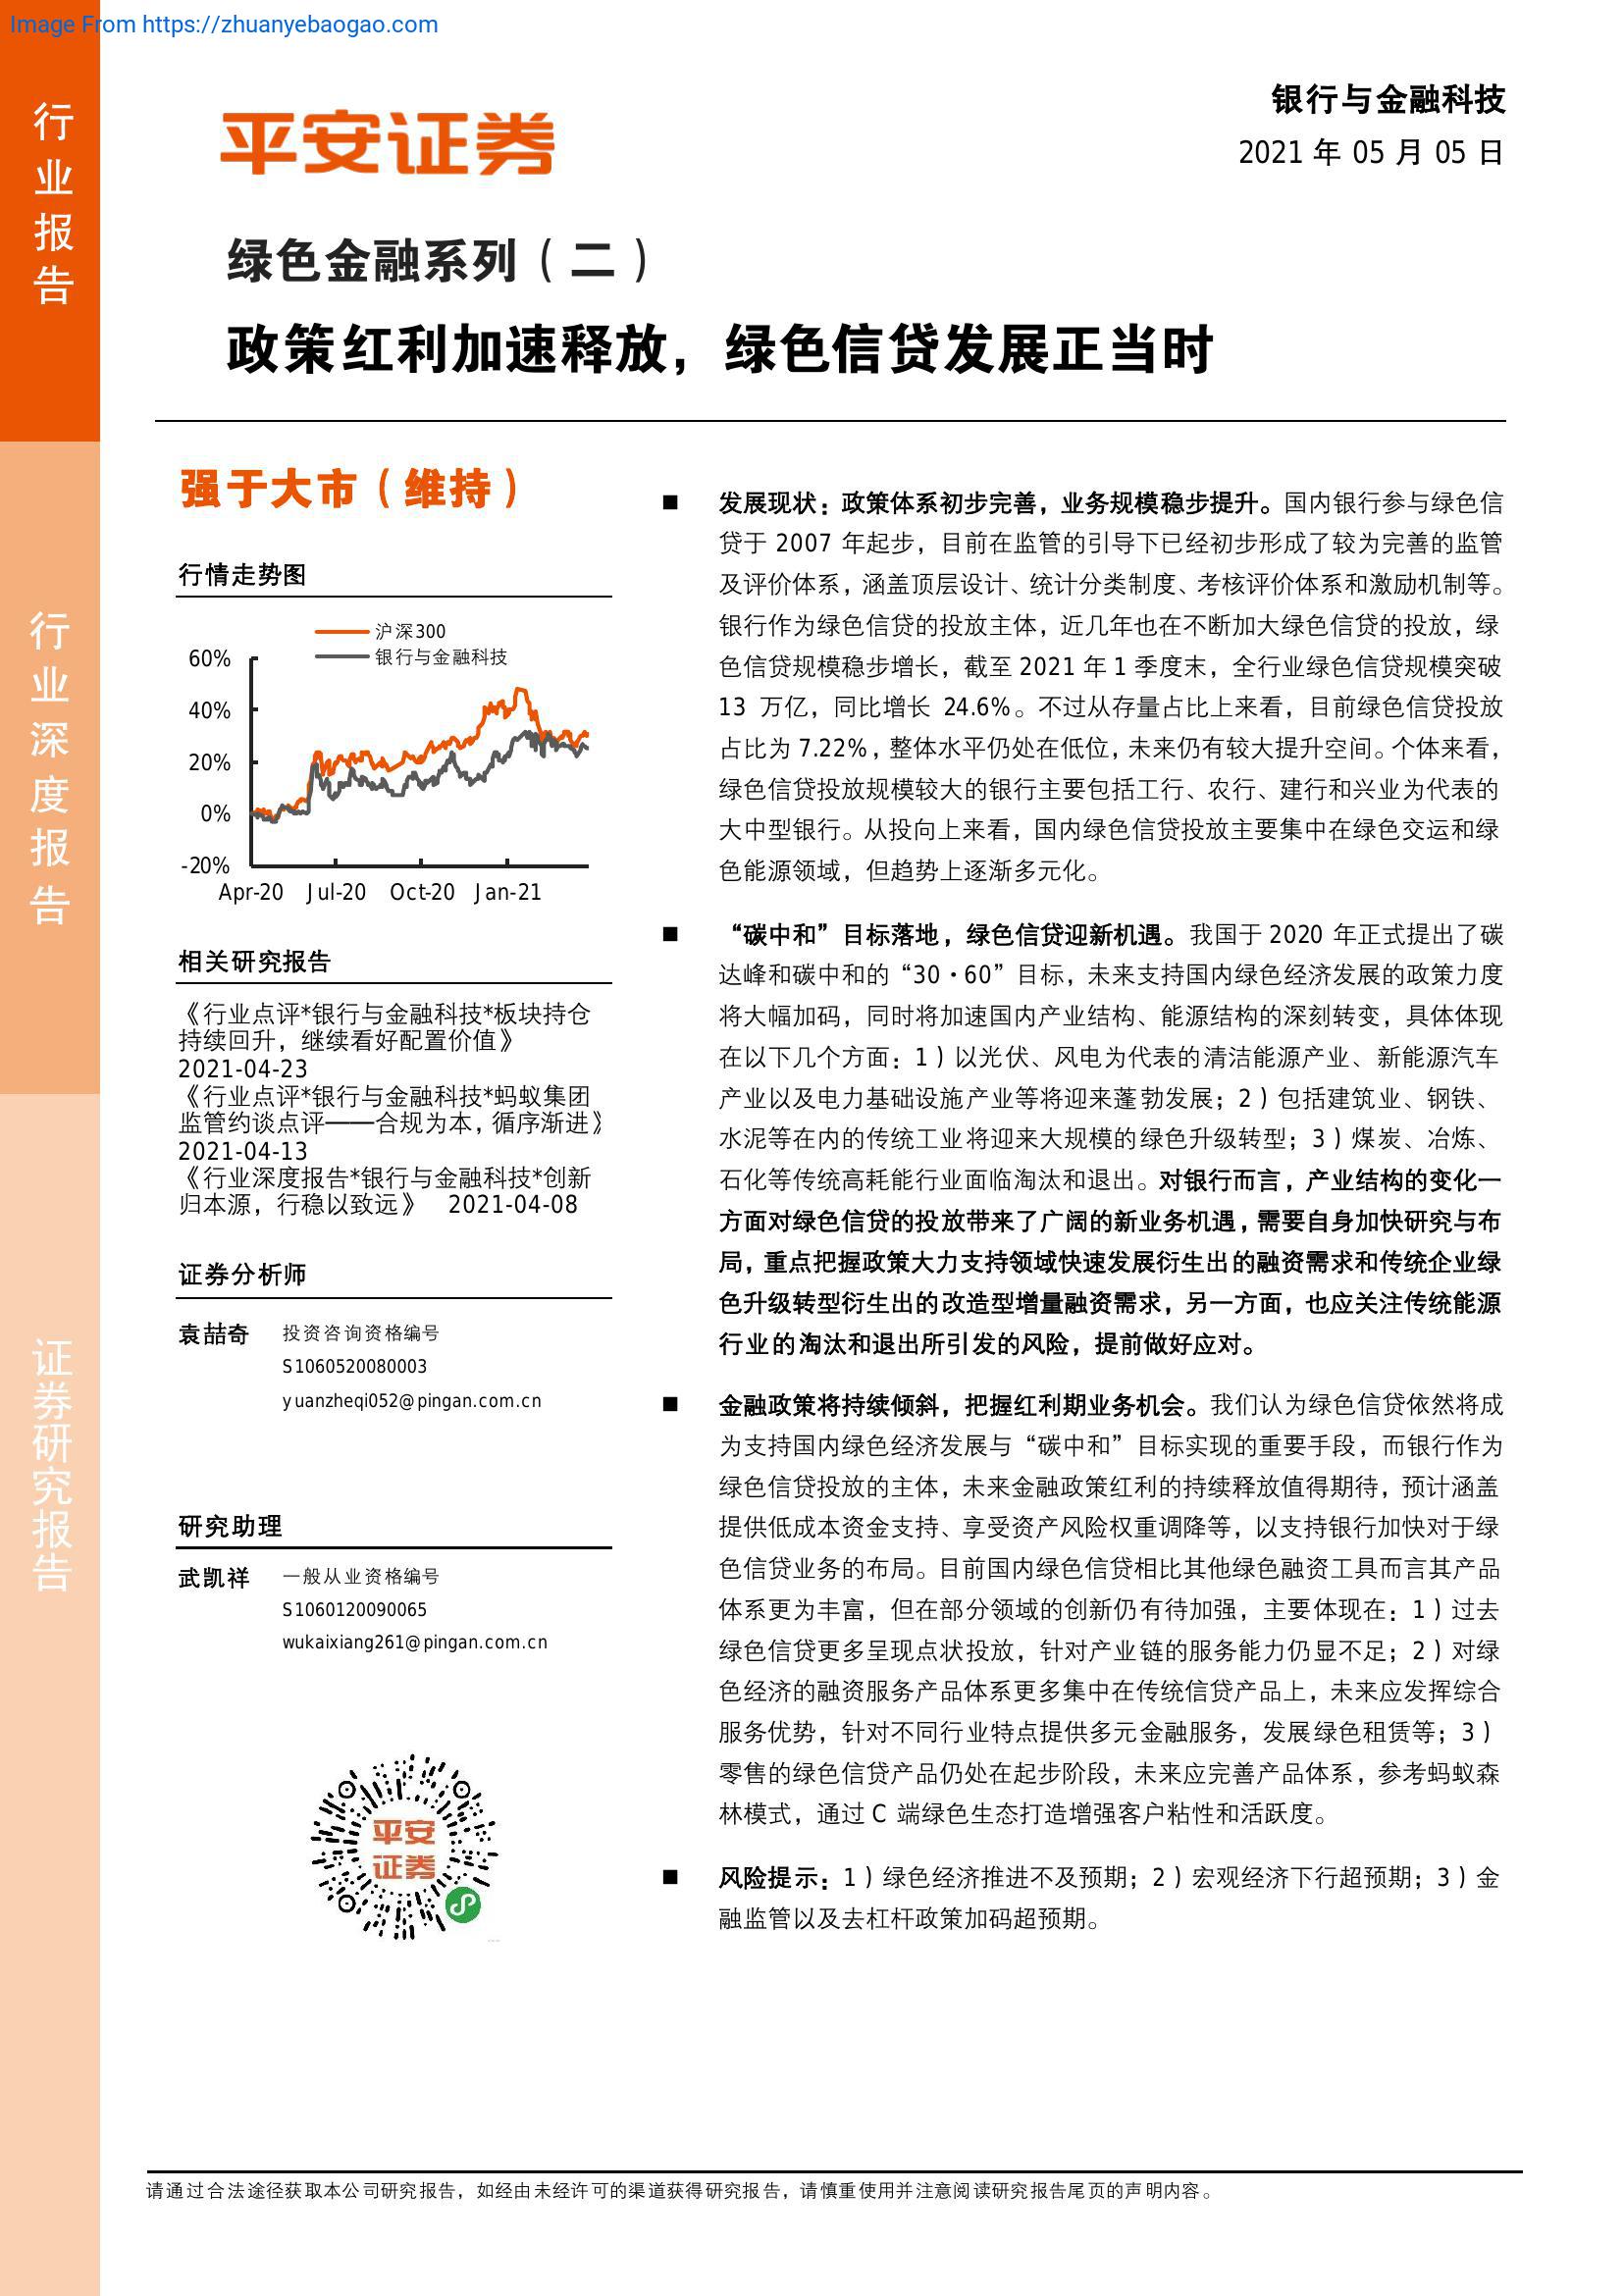 Image From https://zhuanyebaogao.com
行业报告
行业深度报告
证券研究报告
平安证券
银行与金融科技
2021 年 05 月 05 日
绿色金融系列（二）
政策红利加速释放，绿色信贷发展正当时
强于大市（维持）
行情走势图
沪深300
银行与金融科技
60%
40%
20%
0%
-20%
Apr-20 Jul-20 Oct-20 Jan-21
相关研究报告
《行业点评*银行与金融科技*板块持仓
持续回升，继续看好配置价值》
2021-04-23
《行业点评*银行与金融科技*蚂蚁集团
监管约谈点评——合规为本，循序渐进》
2021-04-13
《行业深度报告*银行与金融科技*创新
归本源，行稳以致远》 2021-04-08
证券分析师
袁喆奇 投资咨询资格编号
S1060520080003
yuanzheqi052@pingan.com.cn
研究助理
武凯祥 一般从业资格编号
S1060120090065
wukaixiang261@pingan.com.cn
平安
证券
■ 发展现状：政策体系初步完善，业务规模稳步提升。国内银行参与绿色信
贷于 2007 年起步，目前在监管的引导下已经初步形成了较为完善的监管
及评价体系，涵盖顶层设计、统计分类制度、考核评价体系和激励机制等。
银行作为绿色信贷的投放主体，近几年也在不断加大绿色信贷的投放，绿
色信贷规模稳步增长，截至 2021 年 1 季度末，全行业绿色信贷规模突破
13 万亿，同比增长 24.6%。不过从存量占比上来看，目前绿色信贷投放
占比为 7.22%，整体水平仍处在低位，未来仍有较大提升空间。个体来看，
绿色信贷投放规模较大的银行主要包括工行、农行、建行和兴业为代表的
大中型银行。从投向上来看，国内绿色信贷投放主要集中在绿色交运和绿
色能源领域，但趋势上逐渐多元化。
■ “碳中和”目标落地，绿色信贷迎新机遇。我国于 2020 年正式提出了碳
达峰和碳中和的“30·60”目标，未来支持国内绿色经济发展的政策力度
将大幅加码，同时将加速国内产业结构、能源结构的深刻转变，具体体现
在以下几个方面：1）以光伏、风电为代表的清洁能源产业、新能源汽车
产业以及电力基础设施产业等将迎来蓬勃发展；2）包括建筑业、钢铁、
水泥等在内的传统工业将迎来大规模的绿色升级转型；3）煤炭、冶炼、
石化等传统高耗能行业面临淘汰和退出。对银行而言，产业结构的变化一
方面对绿色信贷的投放带来了广阔的新业务机遇，需要自身加快研究与布
局，重点把握政策大力支持领域快速发展衍生出的融资需求和传统企业绿
色升级转型衍生出的改造型增量融资需求，另一方面，也应关注传统能源
行业的淘汰和退出所引发的风险，提前做好应对。
■ 金融政策将持续倾斜，把握红利期业务机会。我们认为绿色信贷依然将成
为支持国内绿色经济发展与“碳中和”目标实现的重要手段，而银行作为
绿色信贷投放的主体，未来金融政策红利的持续释放值得期待，预计涵盖
提供低成本资金支持、享受资产风险权重调降等，以支持银行加快对于绿
色信贷业务的布局。目前国内绿色信贷相比其他绿色融资工具而言其产品
体系更为丰富，但在部分领域的创新仍有待加强，主要体现在：1）过去
绿色信贷更多呈现点状投放，针对产业链的服务能力仍显不足；2）对绿
色经济的融资服务产品体系更多集中在传统信贷产品上，未来应发挥综合
服务优势，针对不同行业特点提供多元金融服务，发展绿色租赁等；3）
零售的绿色信贷产品仍处在起步阶段，未来应完善产品体系，参考蚂蚁森
林模式，通过 C 端绿色生态打造增强客户粘性和活跃度。
■ 风险提示：1）绿色经济推进不及预期；2）宏观经济下行超预期；3）金
融监管以及去杠杆政策加码超预期。
请通过合法途径获取本公司研究报告，如经由未经许可的渠道获得研究报告，请慎重使用并注意阅读研究报告尾页的声明内容。